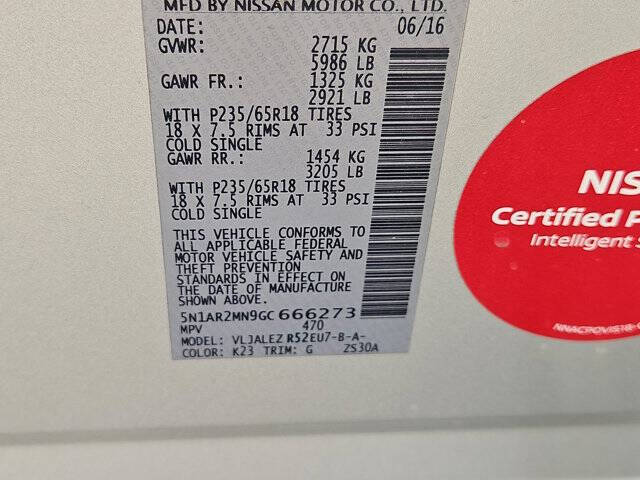 MFD BY NISSAN MOTOR CO., LTD.
DATE: 06/16
GVWR: 2715 KG
5986 LB
GAWR FR.: 1325 KG
2921 LB
WITH P235/65R18 TIRES
18 X 7.5 RIMS AT 33 PSI
COLD SINGLE
GAWR RR.: 1454 KG
3205 LB
WITH P235/65R18 TIRES
18 X 7.5 RIMS AT 33 PSI
COLD SINGLE
THIS VEHICLE CONFORMS TO
ALL APPLICABLE FEDERAL
MOTOR VEHICLE SAFETY AND
THEFT PREVENTION
STANDARDS IN EFFECT ON
THE DATE OF MANUFACTURE
SHOWN ABOVE.
5N1AR2MN9GC666273
MPV 470
MODEL: VLJALEZ R52EU7-B-A-
COLOR: K23 TRIM: G ZS30A
NIS
Certified P
Intelligent S